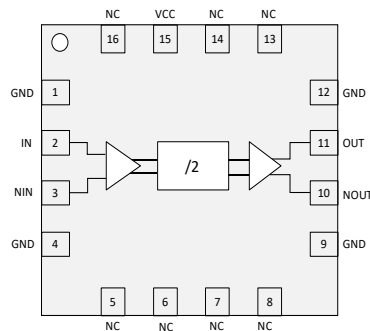 NC VCC NC NC
16 15 14 13
GND 1 12 GND
IN 2 11 OUT
/2
NIN 3 10 NOUT
GND 4 9 GND
5 6 7 8
NC NC NC NC